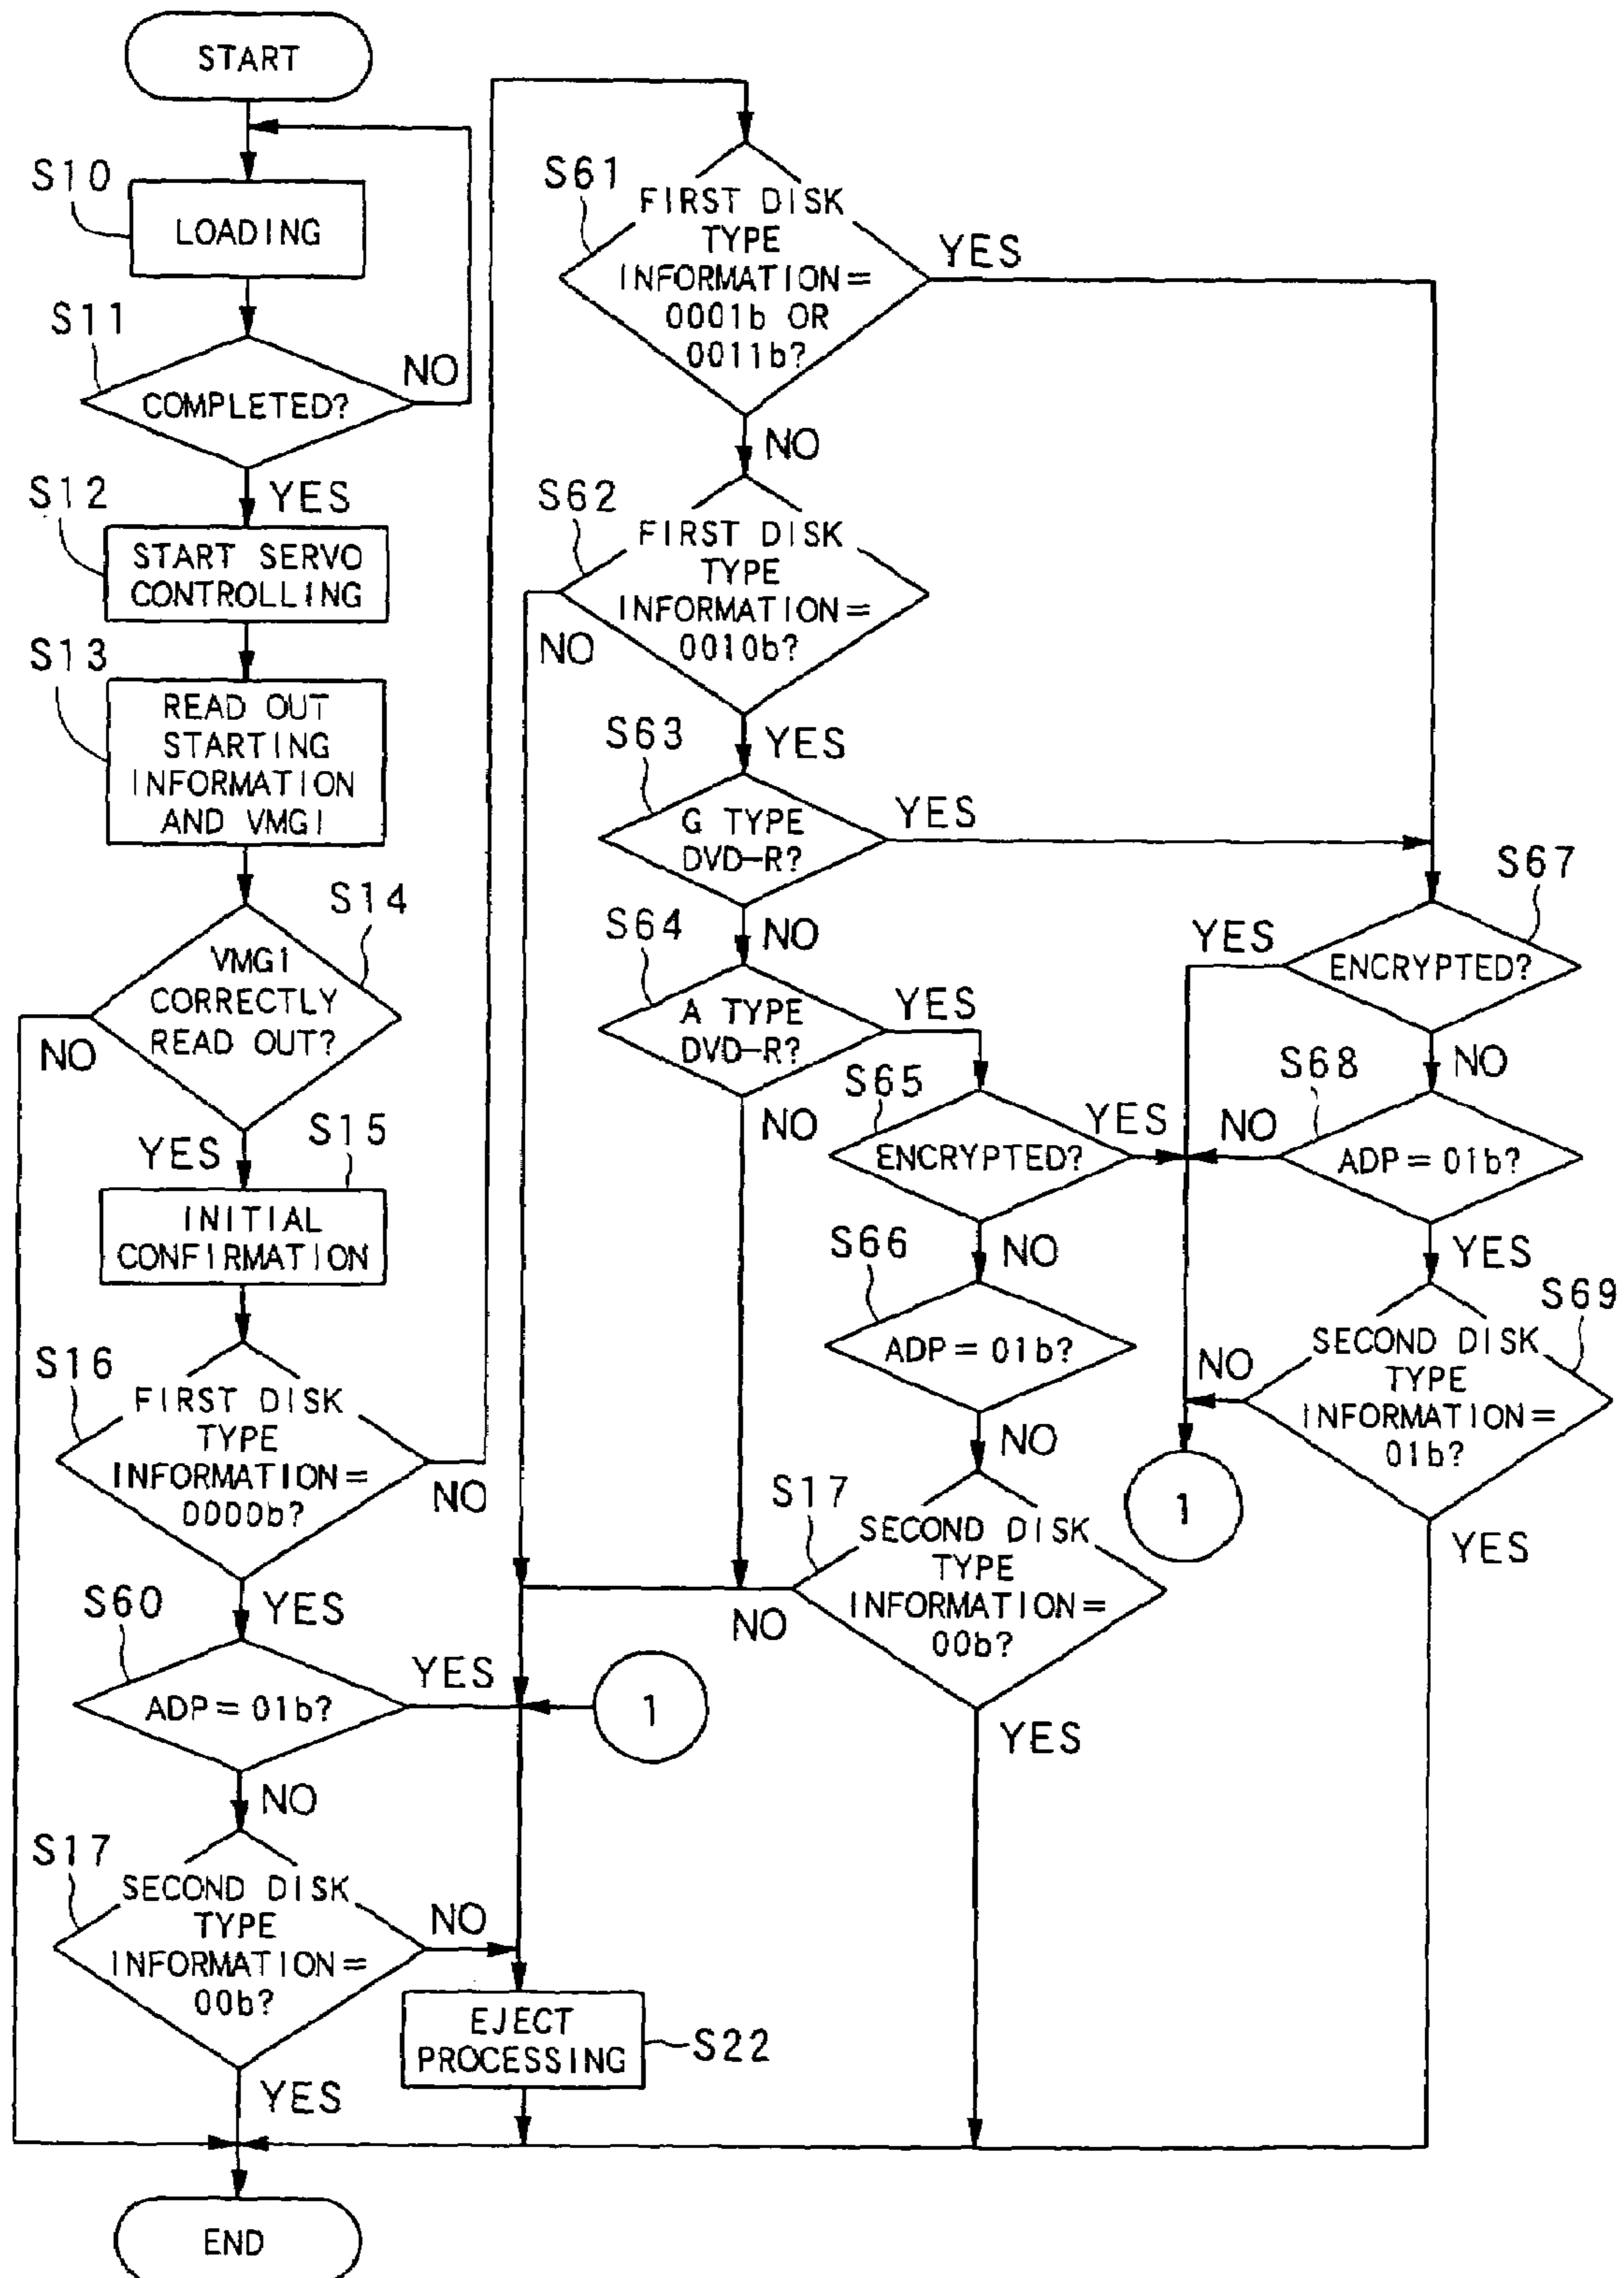 START
S10
LOADING
S11
COMPLETED?
NO
YES
S12
START SERVO
CONTROLLING
S13
READ OUT
STARTING
INFORMATION
AND VMGI
S14
VMGI
CORRECTLY
READ OUT?
NO
YES
S15
INITIAL
CONFIRMATION
S16
FIRST DISK
TYPE
INFORMATION=
0000b?
NO
YES
S60
ADP=01b?
YES
1
NO
S17
SECOND DISK
TYPE
INFORMATION=
00b?
NO
YES
EJECT
PROCESSING
S22
END
S61
FIRST DISK
TYPE
INFORMATION=
0001b OR
0011b?
YES
NO
S62
FIRST DISK
TYPE
INFORMATION=
0010b?
NO
YES
S63
G TYPE
DVD-R?
YES
NO
S64
A TYPE
DVD-R?
YES
NO
S65
ENCRYPTED?
YES
NO
S66
ADP=01b?
NO
S17
SECOND DISK
TYPE
INFORMATION=
00b?
NO
YES
S67
ENCRYPTED?
YES
NO
S68
ADP=01b?
NO
YES
S69
SECOND DISK
TYPE
INFORMATION=
01b?
NO
YES
1